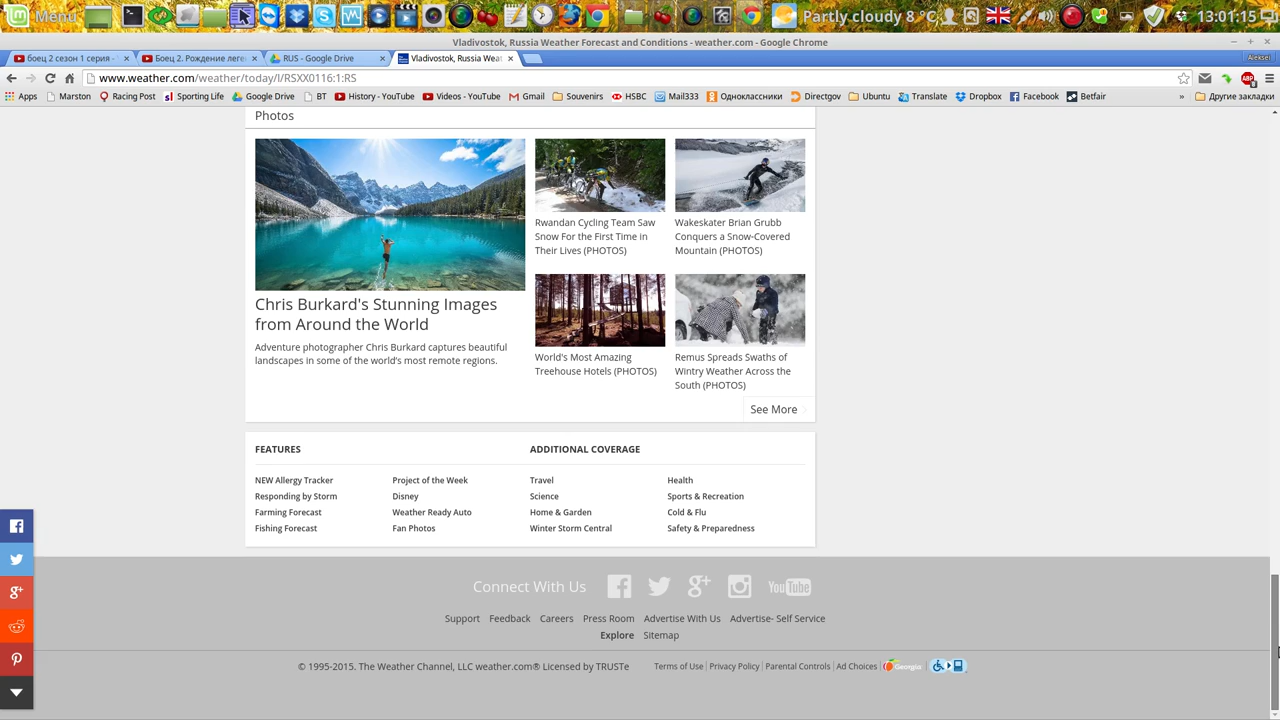 Menu
Partly cloudy 8 °C
13:01:15
Vladivostok, Russia Weather Forecast and Conditions - weather.com - Google Chrome
боец 2 сезон 1 серия -
Боец 2. Рождение леге
RUS - Google Drive
Vladivostok, Russia Weat
Aleksei
www.weather.com/weather/today/l/RSXX0116:1:RS
Apps
Marston
Racing Post
Sporting Life
Google Drive
BT
History - YouTube
Videos - YouTube
Gmail
Souvenirs
HSBC
Mail333
Одноклассники
Directgov
Ubuntu
Translate
Dropbox
Facebook
Betfair
»
Другие закладки
Photos
Chris Burkard's Stunning Images
from Around the World
Adventure photographer Chris Burkard captures beautiful
landscapes in some of the world's most remote regions.
Rwandan Cycling Team Saw
Snow For the First Time in
Their Lives (PHOTOS)
Wakeskater Brian Grubb
Conquers a Snow-Covered
Mountain (PHOTOS)
World's Most Amazing
Treehouse Hotels (PHOTOS)
Remus Spreads Swaths of
Wintry Weather Across the
South (PHOTOS)
See More
FEATURES
NEW Allergy Tracker
Responding by Storm
Farming Forecast
Fishing Forecast
Project of the Week
Disney
Weather Ready Auto
Fan Photos
ADDITIONAL COVERAGE
Travel
Science
Home & Garden
Winter Storm Central
Health
Sports & Recreation
Cold & Flu
Safety & Preparedness
Connect With Us
You Tube
Support Feedback Careers Press Room Advertise With Us Advertise- Self Service
Explore Sitemap
© 1995-2015. The Weather Channel, LLC weather.com® Licensed by TRUSTe
Terms of Use | Privacy Policy | Parental Controls | Ad Choices | Georgia